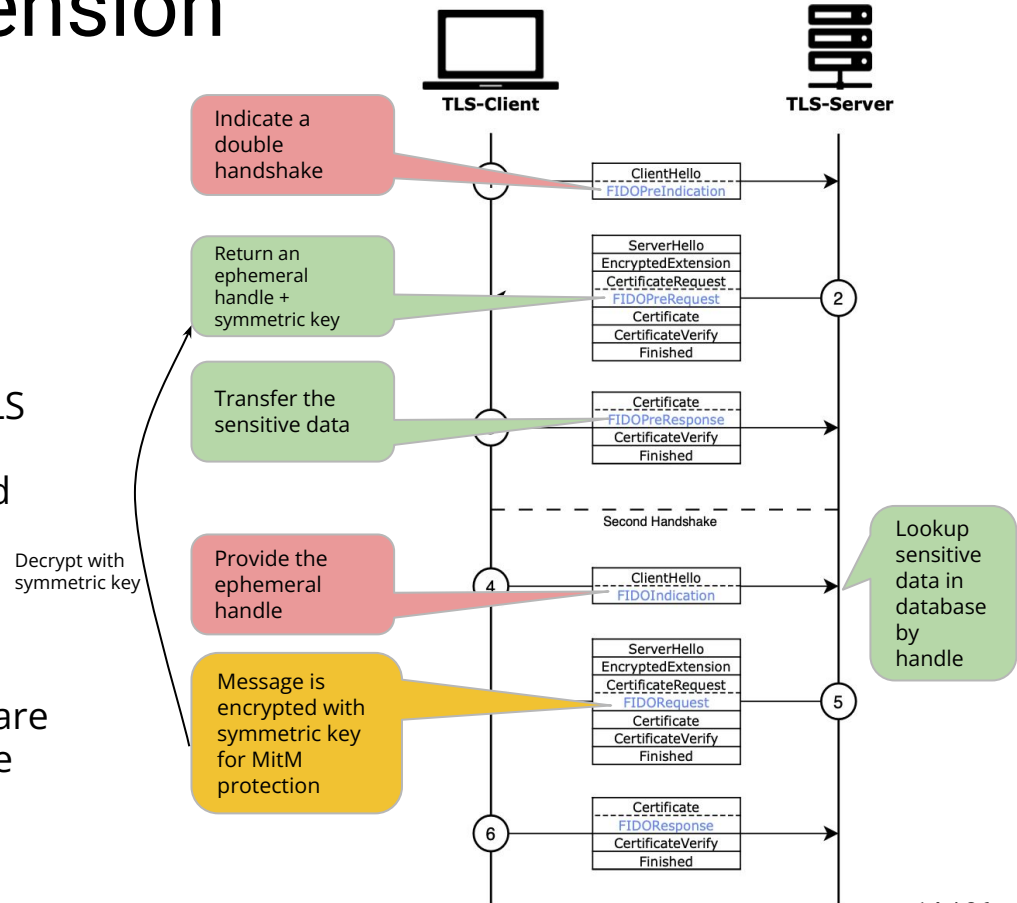 ension
TLS-Client
TLS-Server
Indicate a
double
handshake
ClientHello
FIDOPreIndication
Return an
ephemeral
handle +
symmetric key
ServerHello
EncryptedExtension
CertificateRequest
FIDOPreRequest
Certificate
CertificateVerify
Finished
2
Transfer the
sensitive data
Certificate
FIDOPreResponse
CertificateVerify
Finished
Second Handshake
Decrypt with
symmetric key
Provide the
ephemeral
handle
4
ClientHello
FIDOIndication
Lookup
sensitive
data in
database
by
handle
Message is
encrypted with
symmetric key
for MitM
protection
ServerHello
EncryptedExtension
CertificateRequest
FIDORequest
Certificate
CertificateVerify
Finished
5
are
6
Certificate
FIDOResponse
CertificateVerify
Finished